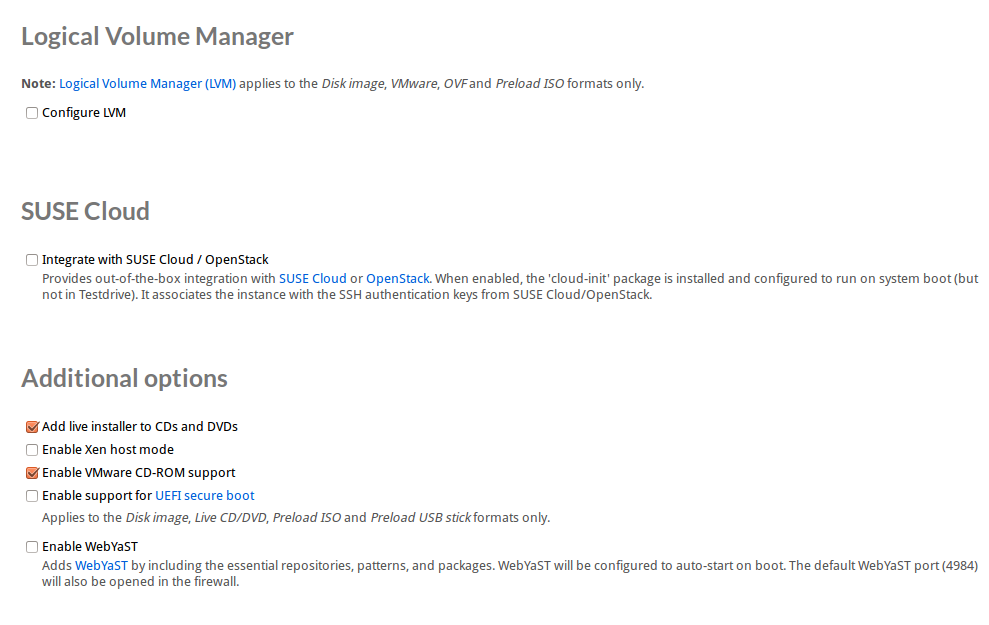 Logical Volume Manager
Note: Logical Volume Manager (LVM) applies to the Disk image, VMware, OVF and Preload ISO formats only.
Configure LVM
SUSE Cloud
Integrate with SUSE Cloud / OpenStack
Provides out-of-the-box integration with SUSE Cloud or OpenStack. When enabled, the 'cloud-init' package is installed and configured to run on system boot (but
not in Testdrive). It associates the instance with the SSH authentication keys from SUSE Cloud/OpenStack.
Additional options
Add live installer to CDs and DVDs
Enable Xen host mode
Enable VMware CD-ROM support
Enable support for UEFI secure boot
Applies to the Disk image, Live CD/DVD, Preload ISO and Preload USB stick formats only.
Enable WebYaST
Adds WebYaST by including the essential repositories, patterns, and packages. WebYaST will be configured to auto-start on boot. The default WebYaST port (4984)
will also be opened in the firewall.